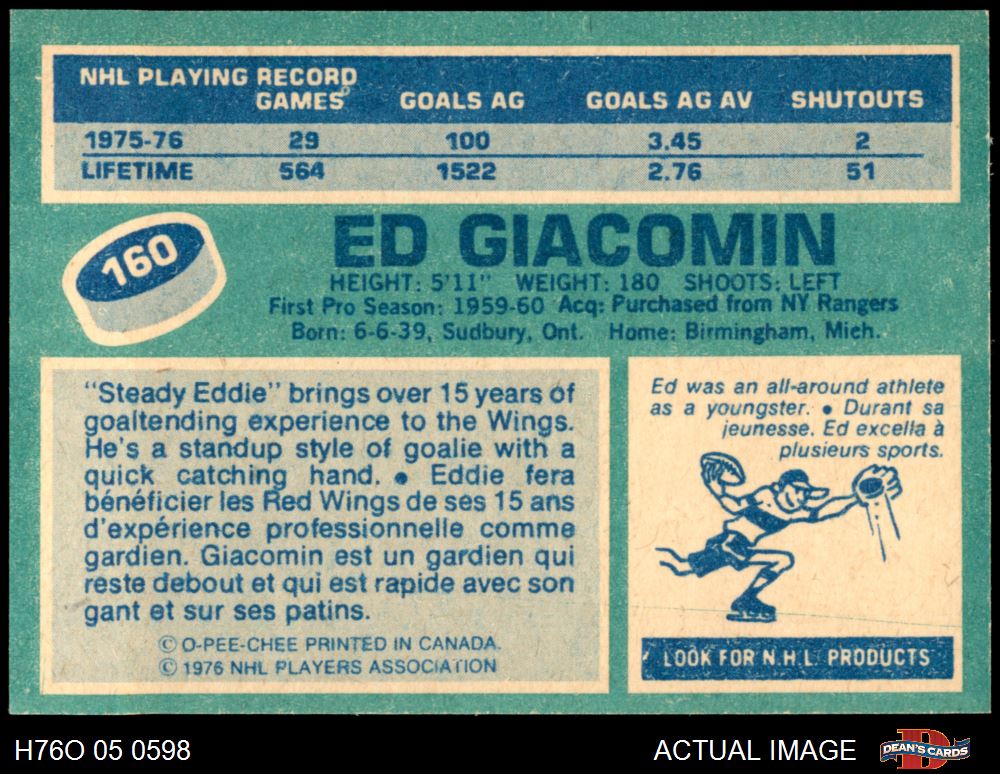 NHL PLAYING RECORD
GAMES GOALS AG GOALS AG AV SHUTOUTS
1975-76 29 100 3.45 2
LIFETIME 564 1522 2.76 51
160
ED GIACOMIN
HEIGHT: 5'11" WEIGHT: 180 SHOOTS: LEFT
First Pro Season: 1959-60 Acq: Purchased from NY Rangers
Born: 6-6-39, Sudbury, Ont. Home: Birmingham, Mich.
"Steady Eddie" brings over 15 years of
goaltending experience to the Wings.
He's a standup style of goalie with a
quick catching hand. ● Eddie fera
bénéficier les Red Wings de ses 15 ans
d'expérience professionnelle comme
gardien. Giacomin est un gardien qui
reste debout et qui est rapide avec son
gant et sur ses patins.
© O-PEE-CHEE PRINTED IN CANADA.
© 1976 NHL PLAYERS ASSOCIATION
Ed was an all-around athlete
as a youngster. ● Durant sa
jeunesse. Ed excella à
plusieurs sports.
LOOK FOR N.H.L. PRODUCTS
H76O 05 0598
ACTUAL IMAGE
DEAN'S CARDS